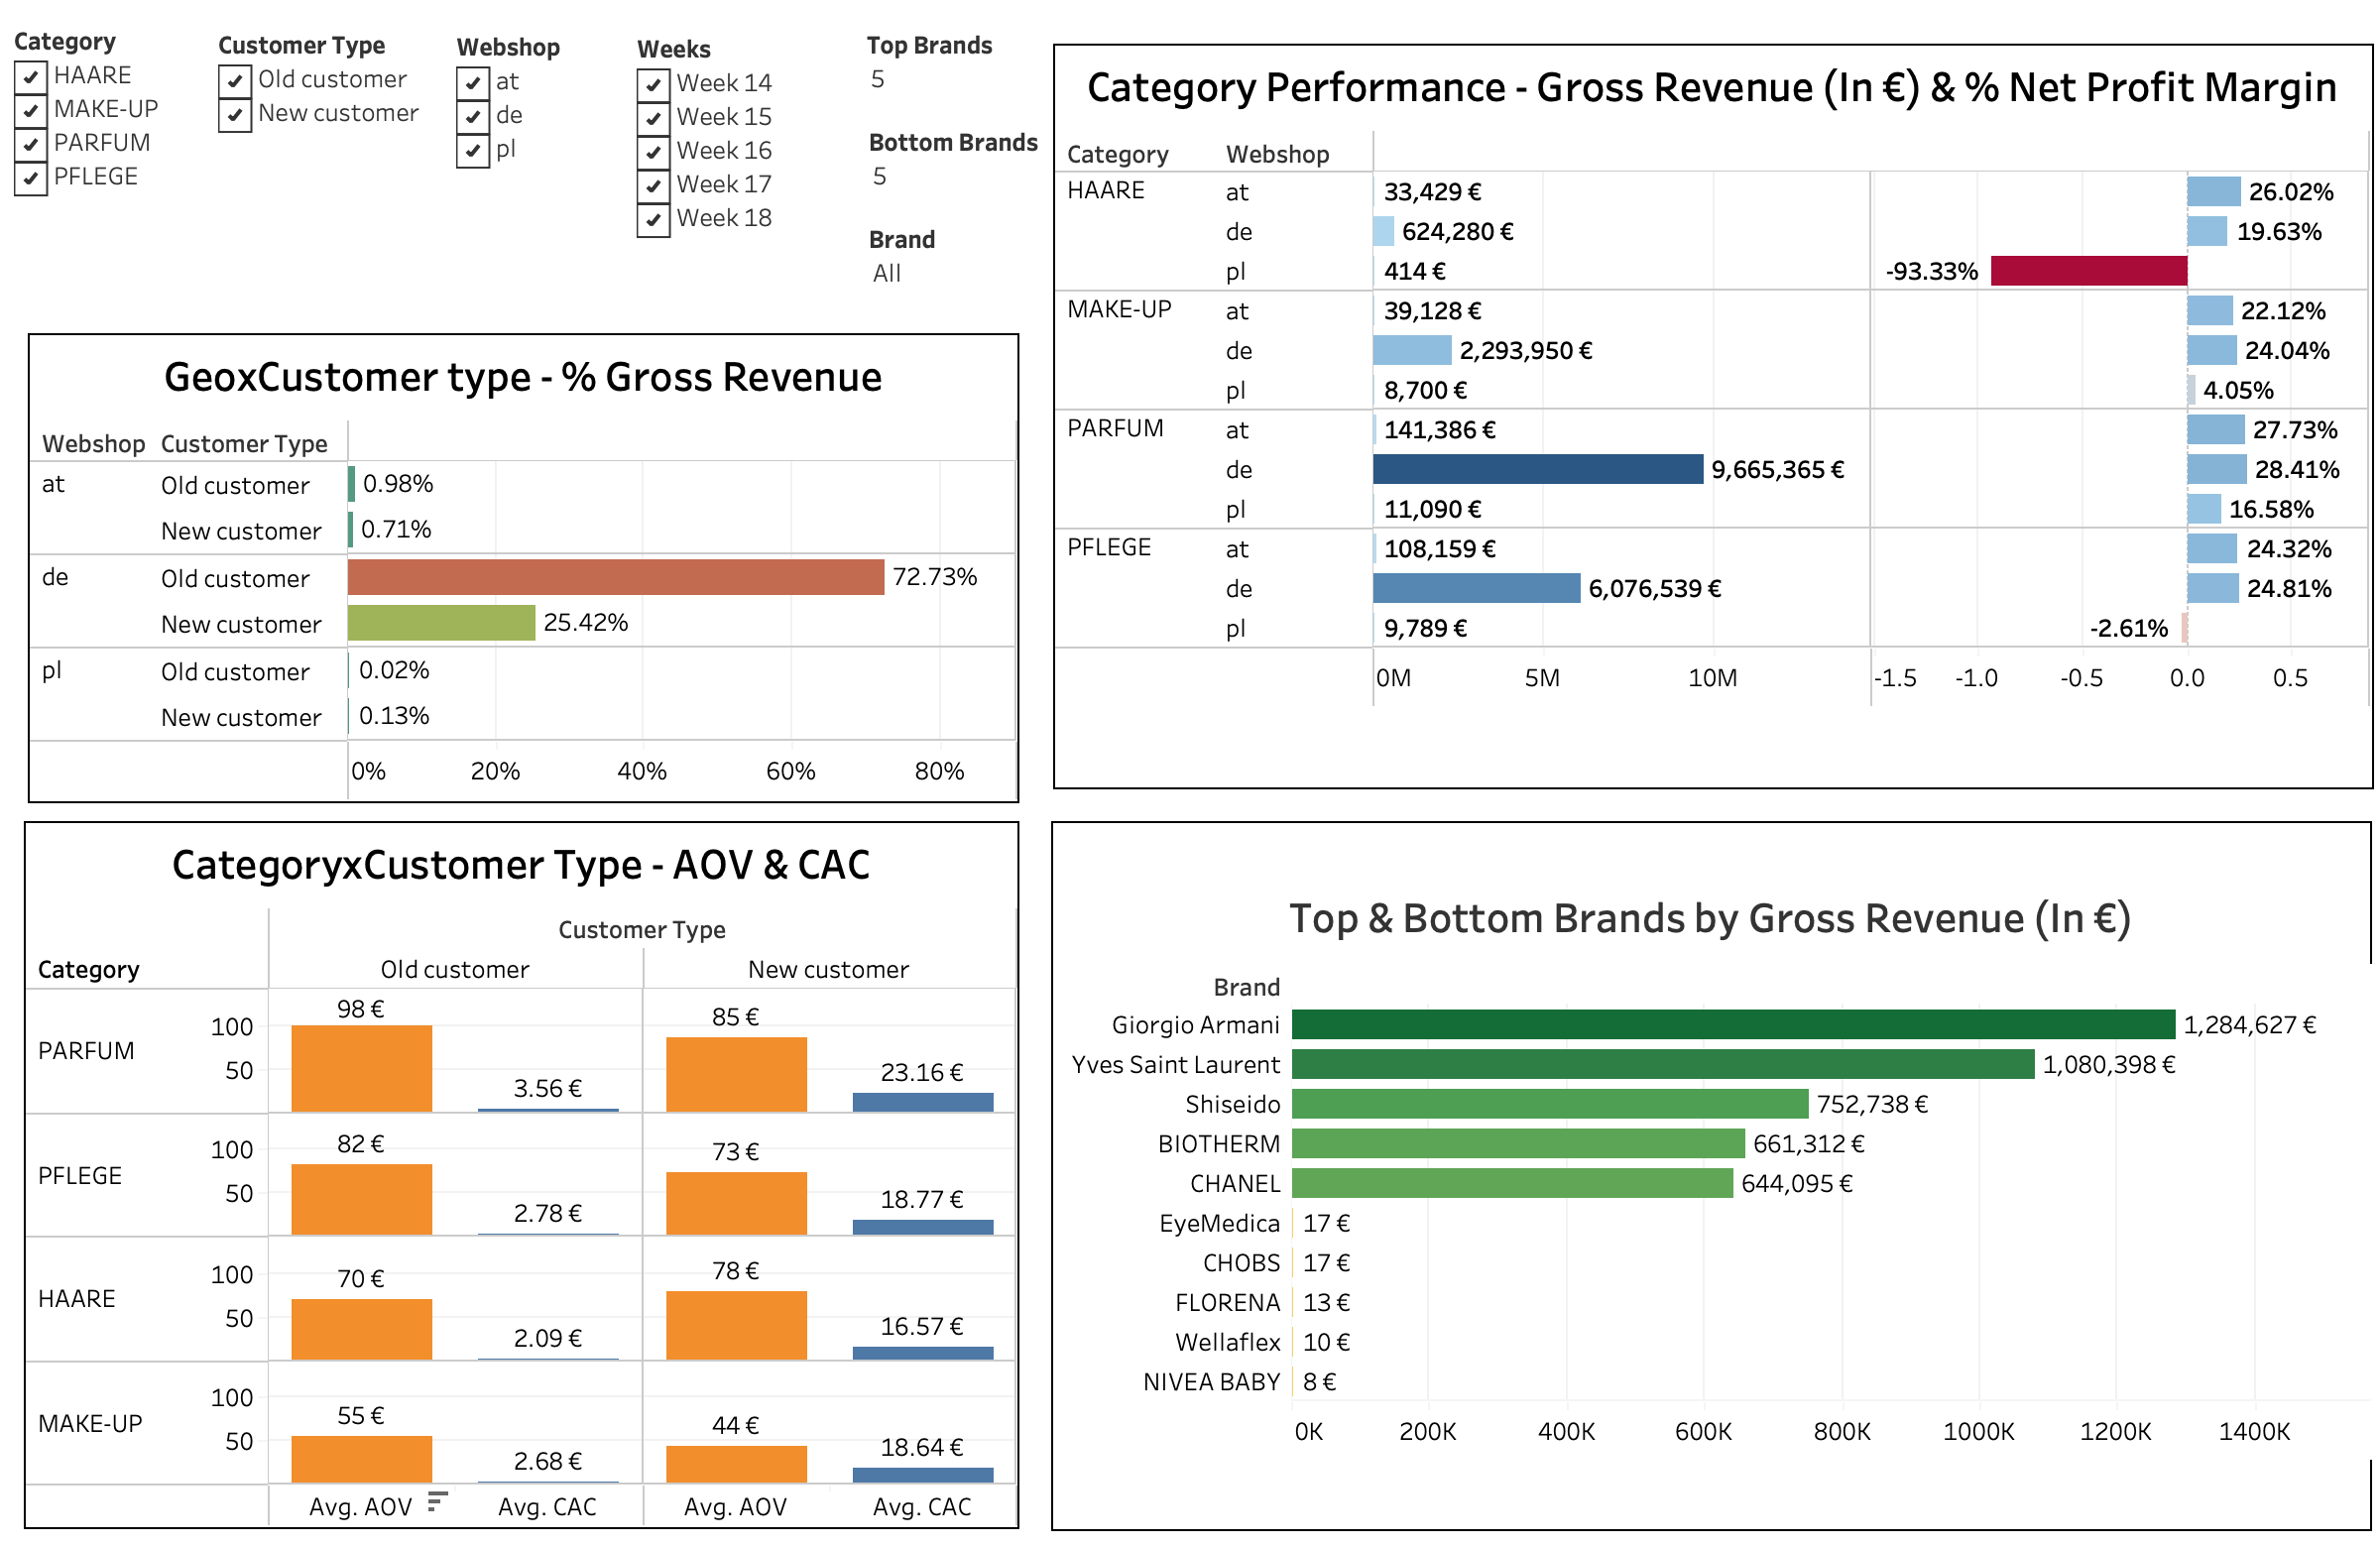 Category
HAARE
MAKE-UP
PARFUM
PFLEGE
Customer Type
Old customer
New customer
Webshop
at
de
pl
Weeks
Week 14
Week 15
Week 16
Week 17
Week 18
Top Brands
5
Bottom Brands
5
Brand
All
Category Performance - Gross Revenue (In €) & % Net Profit Margin
Category Webshop
HAARE at 33,429 € 26.02%
de 624,280 € 19.63%
pl 414 € -93.33%
MAKE-UP at 39,128 € 22.12%
de 2,293,950 € 24.04%
pl 8,700 € 4.05%
PARFUM at 141,386 € 27.73%
de 9,665,365 € 28.41%
pl 11,090 € 16.58%
PFLEGE at 108,159 € 24.32%
de 6,076,539 € 24.81%
pl 9,789 € -2.61%
0M 5M 10M -1.5 -1.0 -0.5 0.0 0.5
GeoxCustomer type - % Gross Revenue
Webshop Customer Type
at Old customer 0.98%
New customer 0.71%
de Old customer 72.73%
New customer 25.42%
pl Old customer 0.02%
New customer 0.13%
0% 20% 40% 60% 80%
CategoryxCustomer Type - AOV & CAC
Customer Type
Category Old customer New customer
PARFUM 100 50 98 € 3.56 € 85 € 23.16 €
PFLEGE 100 50 82 € 2.78 € 73 € 18.77 €
HAARE 100 50 70 € 2.09 € 78 € 16.57 €
MAKE-UP 100 50 55 € 2.68 € 44 € 18.64 €
Avg. AOV Avg. CAC Avg. AOV Avg. CAC
Top & Bottom Brands by Gross Revenue (In €)
Brand
Giorgio Armani 1,284,627 €
Yves Saint Laurent 1,080,398 €
Shiseido 752,738 €
BIOTHERM 661,312 €
CHANEL 644,095 €
EyeMedica 17 €
CHOBS 17 €
FLORENA 13 €
Wellaflex 10 €
NIVEA BABY 8 €
0K 200K 400K 600K 800K 1000K 1200K 1400K